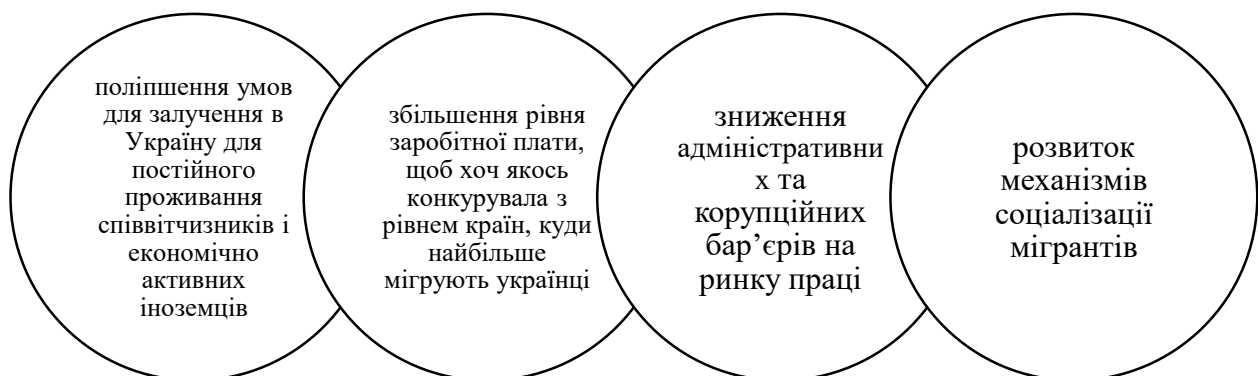 поліпшення умов
для залучення в
Україну для
постійного
проживання
співвітчизників і
економічно
активних
іноземців
збільшення рівня
заробітної плати,
щоб хоч якось
конкурувала з
рівнем країн, куди
найбільше
мігрують українці
зниження
адміністративни
х та
корупційних
бар’єрів на
ринку праці
розвиток
механізмів
соціалізації
мігрантів